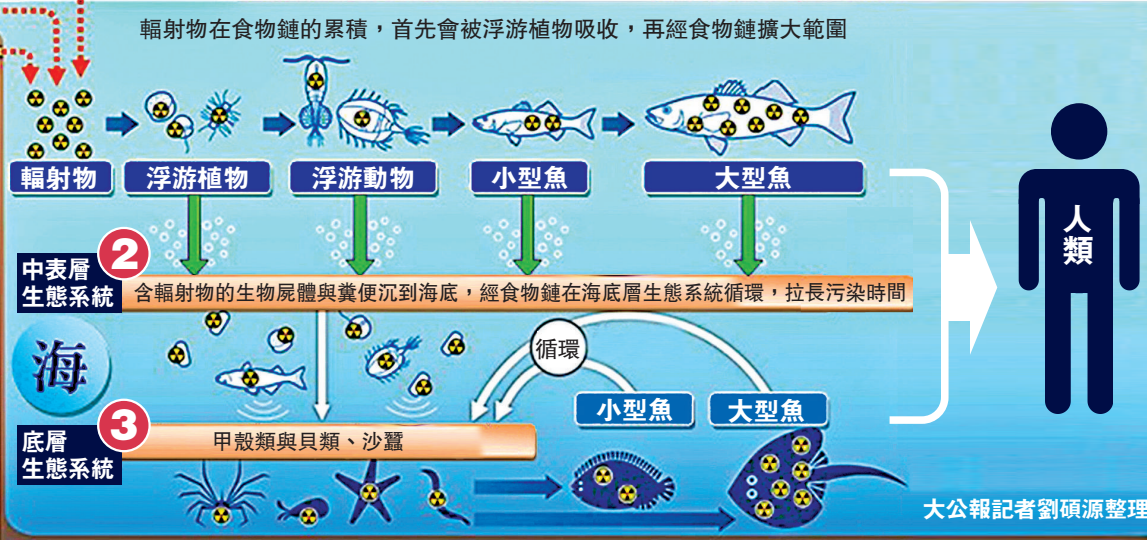 輻射物在食物鏈的累積，首先會被浮游植物吸收，再經食物鏈擴大範圍
輻射物
浮游植物
浮游動物
小型魚
大型魚
人類
2
中表層
生態系統
含輻射物的生物屍體與糞便沉到海底，經食物鏈在海底層生態系統循環，拉長污染時間
海
循環
小型魚
大型魚
3
底層
生態系統
甲殼類與貝類、沙蠶
大公報記者劉碩源整理